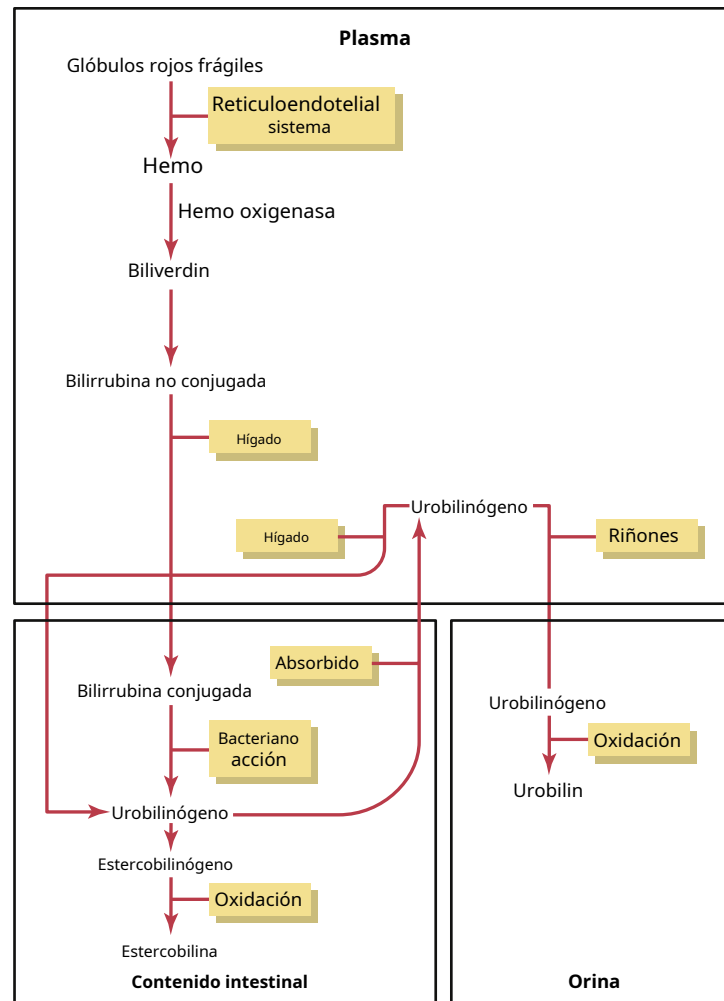 Plasma
Glóbulos rojos frágiles
Reticuloendotelial
sistema
Hemo
Hemo oxigenasa
Biliverdin
Bilirrubina no conjugada
Hígado
Urobilinógeno
Hígado
Riñones
Absorbido
Bilirrubina conjugada
Bacteriano
acción
Urobilinógeno
Estercobilinógeno
Oxidación
Estercobilina
Contenido intestinal
Urobilinógeno
Oxidación
Urobilin
Orina